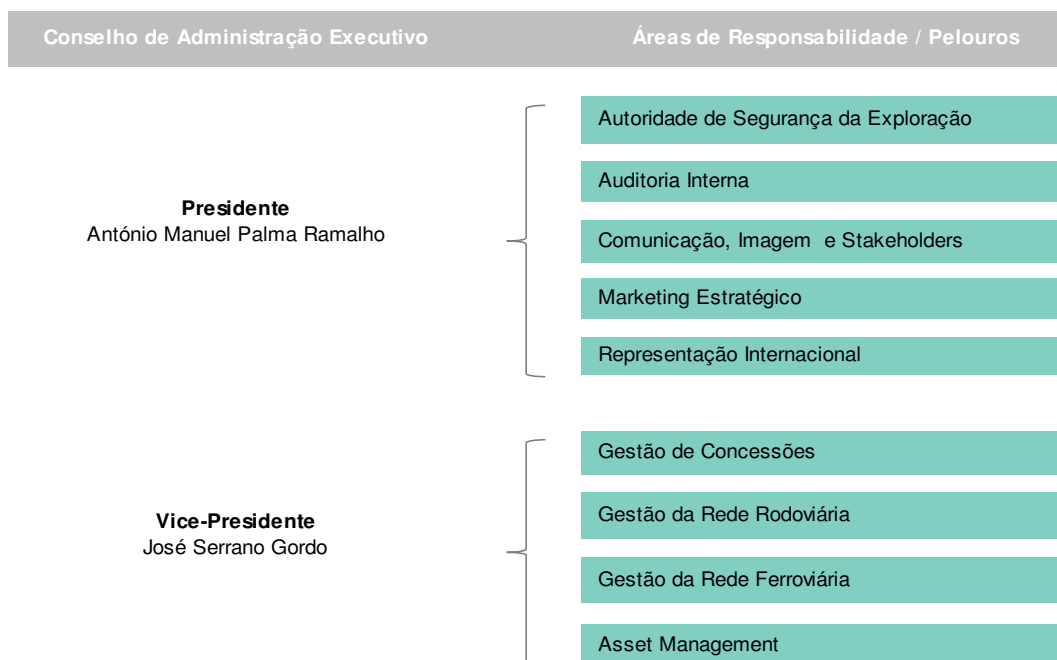 Conselho de Administração Executivo
Áreas de Responsabilidade / Pelouros
Presidente
António Manuel Palma Ramalho
Autoridade de Segurança da Exploração
Auditoria Interna
Comunicação, Imagem e Stakeholders
Marketing Estratégico
Representação Internacional
Vice-Presidente
José Serrano Gordo
Gestão de Concessões
Gestão da Rede Rodoviária
Gestão da Rede Ferroviária
Asset Management